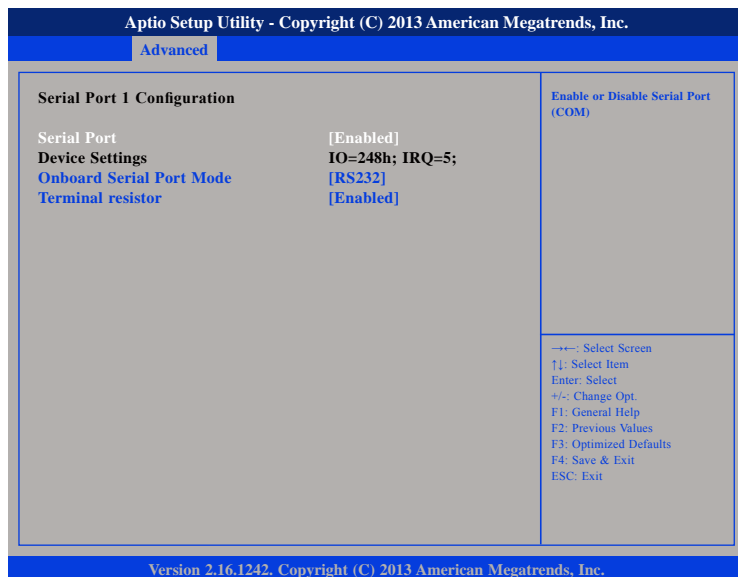 Aptio Setup Utility - Copyright (C) 2013 American Megatrends, Inc.
Advanced
Serial Port 1 Configuration
Serial Port [Enabled]
Device Settings IO=248h; IRQ=5;
Onboard Serial Port Mode [RS232]
Terminal resistor [Enabled]
Enable or Disable Serial Port
(COM)
→←: Select Screen
↑↓: Select Item
Enter: Select
+/-: Change Opt.
F1: General Help
F2: Previous Values
F3: Optimized Defaults
F4: Save & Exit
ESC: Exit
Version 2.16.1242. Copyright (C) 2013 American Megatrends, Inc.